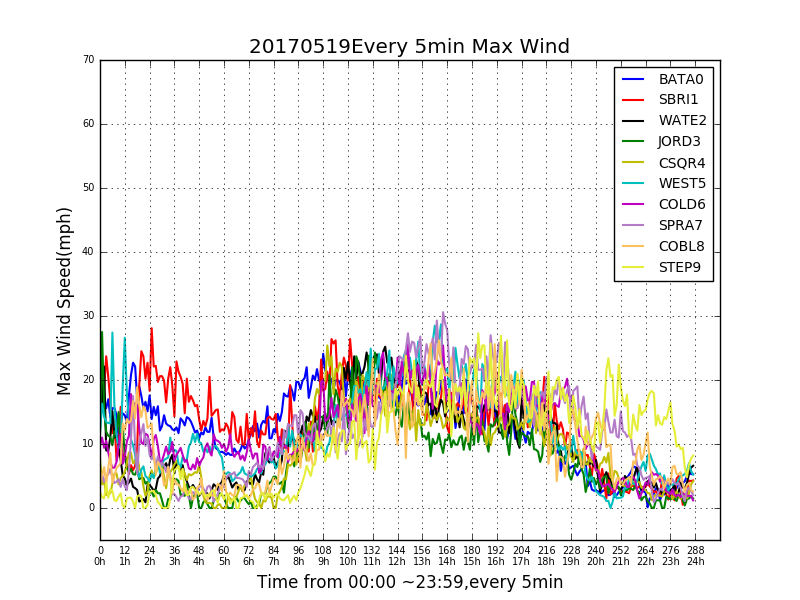 20170519Every 5min Max Wind
70
60
50
40
30
20
10
0
Max Wind Speed(mph)
BATA0
SBRI1
WATE2
JORD3
CSQR4
WEST5
COLD6
SPRA7
COBL8
STEP9
0 12 24 36 48 60 72 84 96 108 120 132 144 156 168 180 192 204 216 228 240 252 264 276 288
0h 1h 2h 3h 4h 5h 6h 7h 8h 9h 10h 11h 12h 13h 14h 15h 16h 17h 18h 19h 20h 21h 22h 23h 24h
Time from 00:00 ~23:59,every 5min